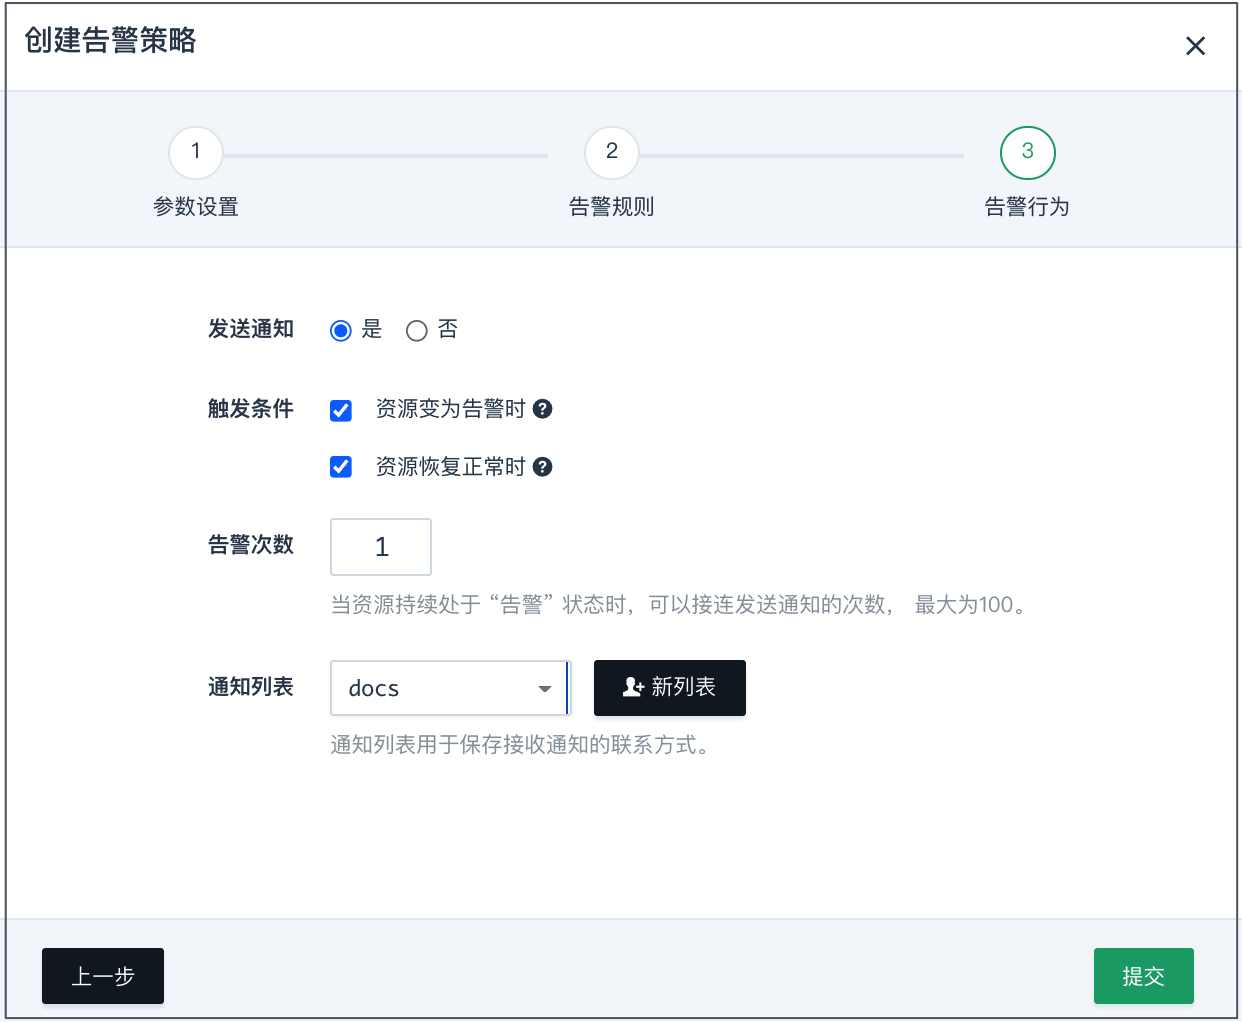 创建告警策略
1
2
3
参数设置
告警规则
告警行为
发送通知 是 否
触发条件 资源变为告警时 ?
资源恢复正常时 ?
告警次数 1
当资源持续处于 “告警” 状态时，可以接连发送通知的次数， 最大为100。
通知列表 docs 新列表
通知列表用于保存接收通知的联系方式。
上一步 提交